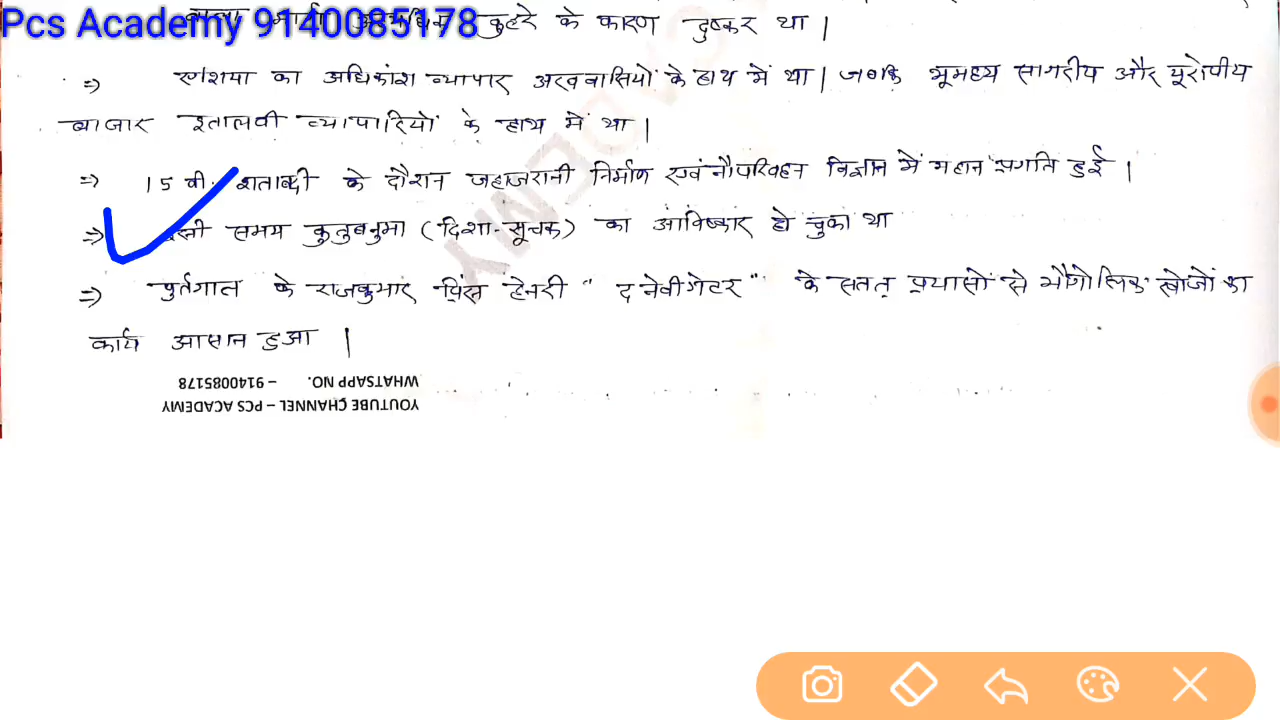 Pcs Academy 9140085178
कुहरे के कारण दुष्कर था |
⇒ एशिया का अधिकांश व्यापार अरबवासियों के हाथ में था | जबकि भूमध्य सागरीय और यूरोपीय
बाजार इतालवी व्यापारियों के हाथ में था |
⇒ 15 वी. शताब्दी के दौरान जहाजरानी निर्माण एवं नौपरिवहन विज्ञान में महान प्रगति हुई |
⇒ इसी समय कुतुबनुमा (दिशा-सूचक) का आविष्कार हो चुका था
⇒ पुर्तगाल के राजकुमार प्रिंस हेनरी " द नेवीगेटर " के सतत् प्रयासों से भौगोलिक खोजों का
कार्य आसान हुआ |
WHATSAPP NO. – 9140085178
YOUTUBE CHANNEL – PCS ACADEMY